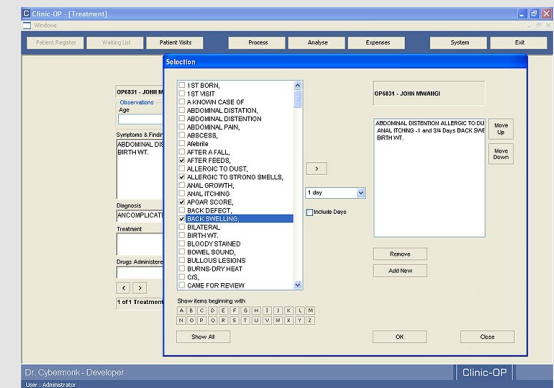 Clinic-OP - [Treatment]
Windows
Patient Register Waiting List Patient Visits Process Analyse Expenses System Exit
Selection
OP6831 - JOHN M
Observations
Age
Symptoms & Findin
ABDOMINAL DIS
BIRTH WT.
Diagnosis
ANCOMPLICATI
Treatment
Drugs Administere
< >
1 of 1 Treatment
1 ST BORN,
1ST VISIT
A KNOWN CASE OF
ABDOMINAL DISTATION,
ABDOMINAL DISTENTION
ABDOMINAL PAIN,
ABSCESS,
Afebrile
AFTER A FALL,
AFTER FEEDS,
ALLERGIC TO DUST,
ALLERGIC TO STRONG SMELLS,
ANAL GROWTH,
ANAL ITCHING
APGAR SCORE,
BACK DEFECT,
BACK SWELLING,
BILATERAL
BIRTH WT.
BLOODY STAINED
BOWEL SOUND,
BULLOUS LESIONS
BURNS-DRY HEAT
C/S,
CAME FOR REVIEW
Show items beginning with
A B C D E F G H I J K L M
N O P Q R S T U V W X Y Z
Show All
>
1 day
Include Days
OP6831 - JOHN MWANGI
ABDOMINAL DISTENTION ALLERGIC TO DU
ANAL ITCHING -1 and 3/4 Days BACK SWE
BIRTH WT.
Move
Up
Move
Down
Remove
Add New
OK
Close
Dr. Cybermonk - Developer
Clinic-OP
User : Administrator